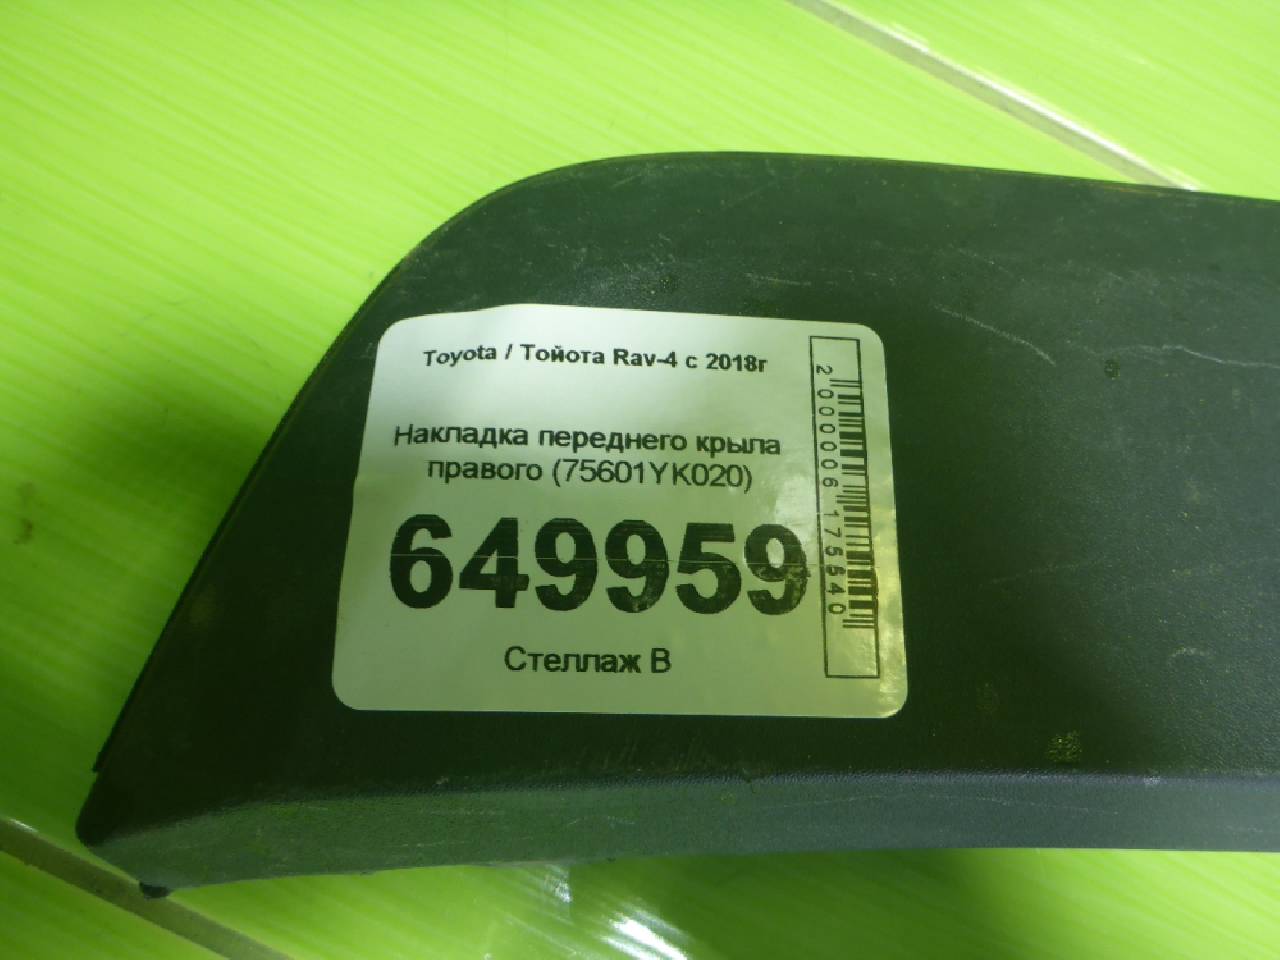 Toyota / Тойота Rav-4 с 2018г
Накладка переднего крыла
правого (75601YK020)
649959
Стеллаж В
2000006175540